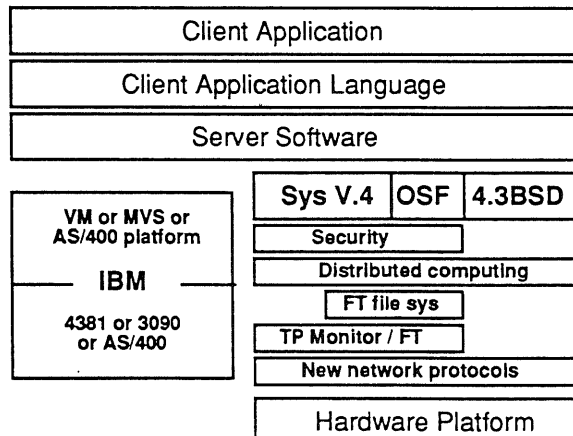 Client Application
Client Application Language
Server Software
VM or MVS or
AS/400 platform
IBM
4381 or 3090
or AS/400
Sys V.4 OSF 4.3BSD
Security
Distributed computing
FT file sys
TP Monitor / FT
New network protocols
Hardware Platform